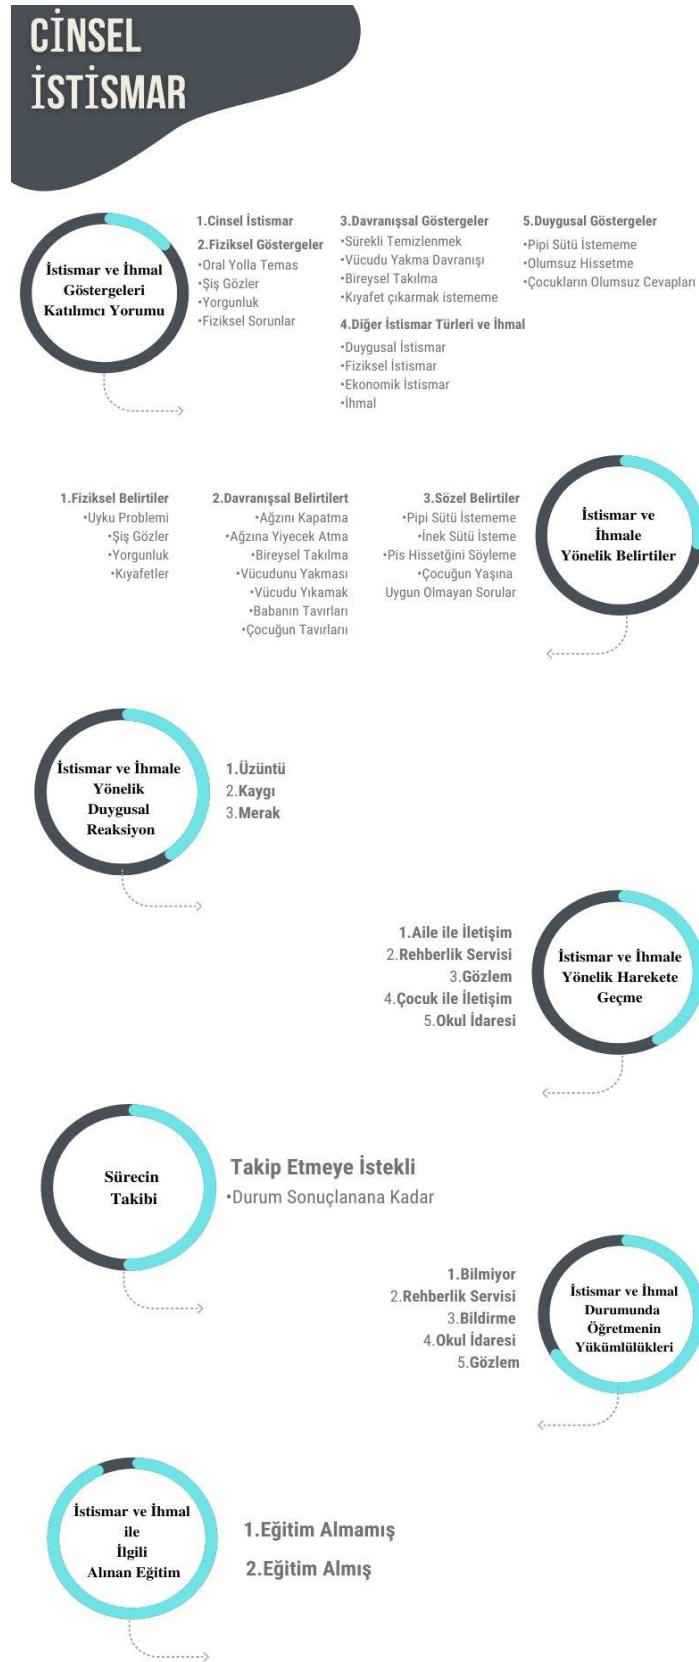 CİNSEL
İSTİSMAR
İstismar ve İhmal
Göstergeleri
Katılımcı Yorumu
1.Cinsel İstismar
2.Fiziksel Göstergeler
•Oral Yolla Temas
•Şiş Gözler
•Yorgunluk
•Fiziksel Sorunlar
3.Davranışsal Göstergeler
•Sürekli Temizlenmek
•Vücudu Yakma Davranışı
•Bireysel Takılma
•Kıyafet çıkarmak istememe
4.Diğer İstismar Türleri ve İhmal
•Duygusal İstismar
•Fiziksel İstismar
•Ekonomik İstismar
•İhmal
5.Duygusal Göstergeler
•Pipi Sütü İstememe
•Olumsuz Hissetme
•Çocukların Olumsuz Cevapları
1.Fiziksel Belirtiler
•Uyku Problemi
•Şiş Gözler
•Yorgunluk
•Kıyafetler
2.Davranışsal Belirtilert
•Ağzını Kapatma
•Ağzına Yiyecek Atma
•Bireysel Takılma
•Vücudunu Yakması
•Vücudu Yıkamak
•Babanın Tavırları
•Çocuğun Tavırlarıı
3.Sözel Belirtiler
•Pipi Sütü İstememe
•İnek Sütü İsteme
•Pis Hissetğini Söyleme
•Çocuğun Yaşına
Uygun Olmayan Sorular
İstismar ve
İhmale
Yönelik Belirtiler
İstismar ve İhmale
Yönelik
Duygusal
Reaksiyon
1.Üzüntü
2.Kaygı
3.Merak
1.Aile ile İletişim
2.Rehberlik Servisi
3.Gözlem
4.Çocuk ile İletişim
5.Okul İdaresi
İstismar ve İhmale
Yönelik Harekete
Geçme
Sürecin
Takibi
Takip Etmeye İstekli
•Durum Sonuçlanana Kadar
1.Bilmiyor
2.Rehberlik Servisi
3.Bildirme
4.Okul İdaresi
5.Gözlem
İstismar ve İhmal
Durumunda
Öğretmenin
Yükümlülükleri
İstismar ve İhmal
ile
İlgili
Alınan Eğitim
1.Eğitim Almamış
2.Eğitim Almış